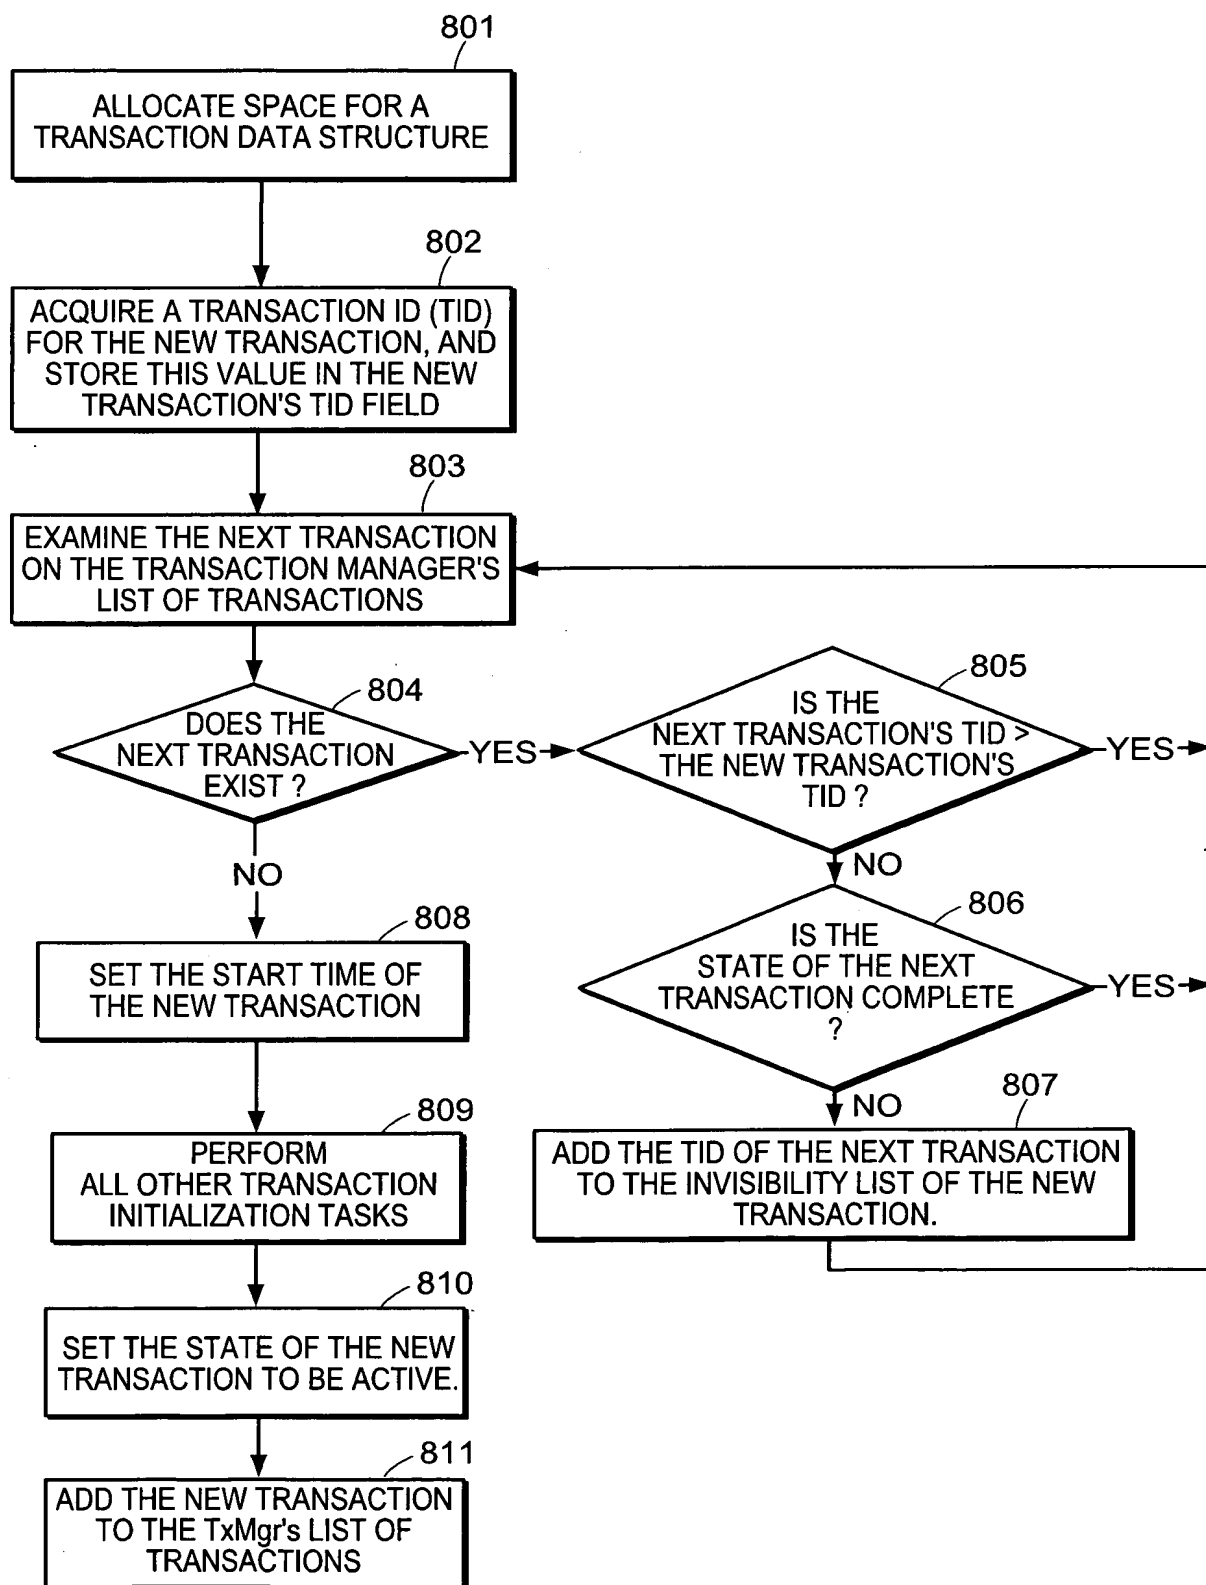 801
ALLOCATE SPACE FOR A
TRANSACTION DATA STRUCTURE
802
ACQUIRE A TRANSACTION ID (TID)
FOR THE NEW TRANSACTION, AND
STORE THIS VALUE IN THE NEW
TRANSACTION'S TID FIELD
803
EXAMINE THE NEXT TRANSACTION
ON THE TRANSACTION MANAGER'S
LIST OF TRANSACTIONS
804
DOES THE
NEXT TRANSACTION
EXIST ?
YES
805
IS THE
NEXT TRANSACTION'S TID >
THE NEW TRANSACTION'S
TID ?
YES
NO
NO
806
IS THE
STATE OF THE NEXT
TRANSACTION COMPLETE
?
YES
NO
807
ADD THE TID OF THE NEXT TRANSACTION
TO THE INVISIBILITY LIST OF THE NEW
TRANSACTION.
808
SET THE START TIME OF
THE NEW TRANSACTION
809
PERFORM
ALL OTHER TRANSACTION
INITIALIZATION TASKS
810
SET THE STATE OF THE NEW
TRANSACTION TO BE ACTIVE.
811
ADD THE NEW TRANSACTION
TO THE TxMgr's LIST OF
TRANSACTIONS